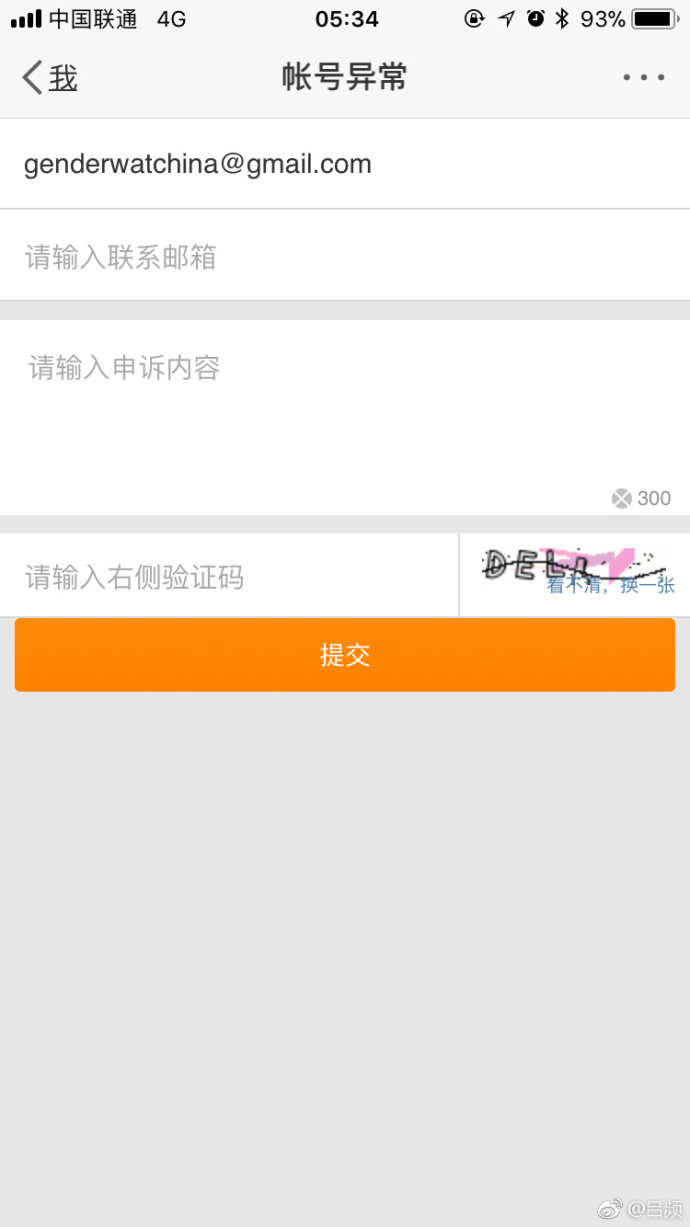 中国联通 4G 05:34 93%
我 帐号异常
genderwatchina@gmail.com
请输入联系邮箱
请输入申诉内容
300
请输入右侧验证码
看不清，换一张
提交
@吕频